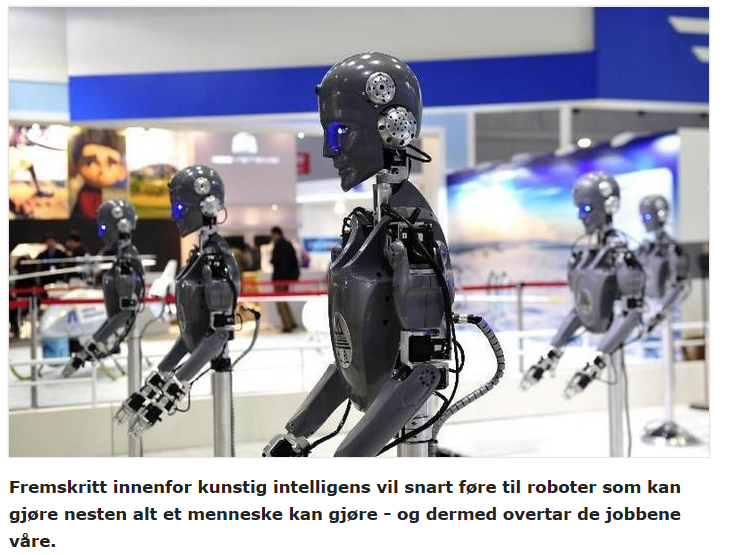 Fremskritt innenfor kunstig intelligens vil snart føre til roboter som kan
gjøre nesten alt et menneske kan gjøre - og dermed overtar de jobbene
våre.